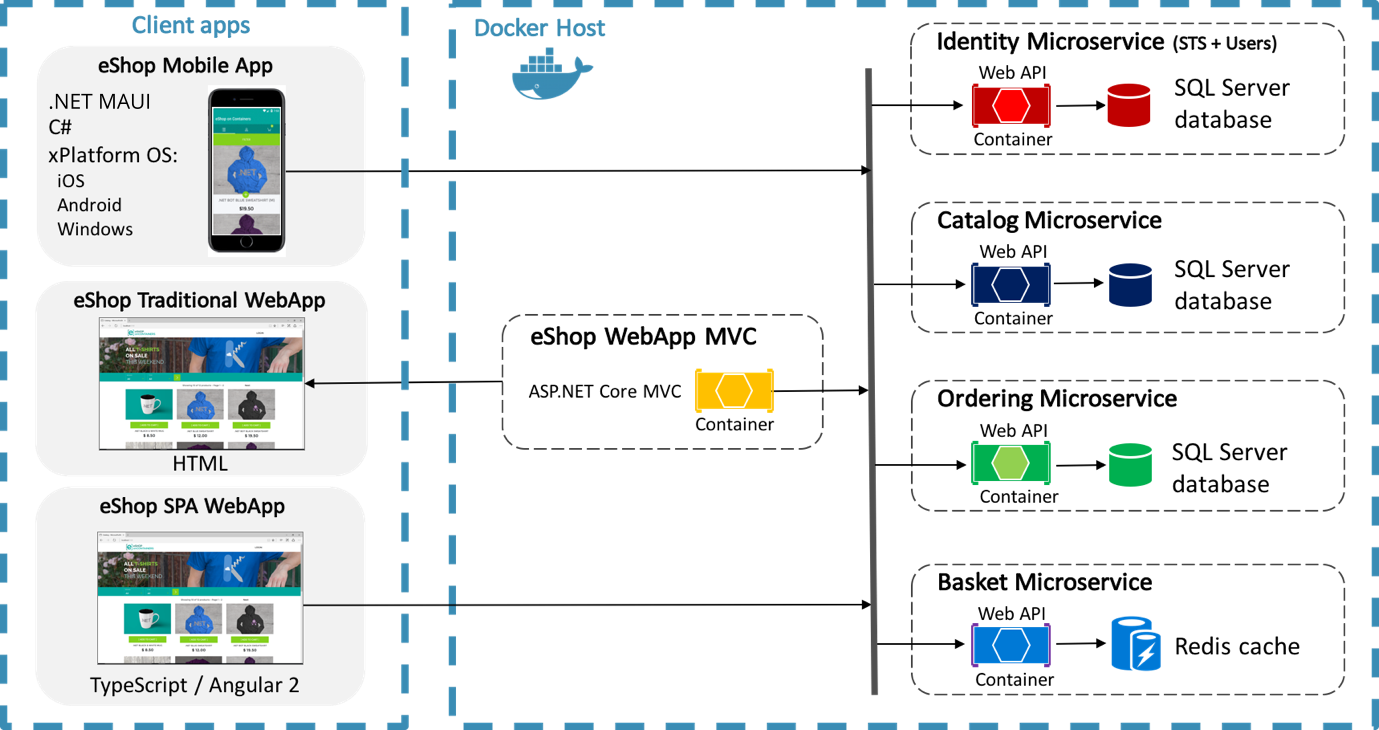 Client apps
eShop Mobile App
.NET MAUI
C#
xPlatform OS:
iOS
Android
Windows
eShop on Containers
.NET BOT BLUE SWEATSHIRT (M)
$19.50
eShop Traditional WebApp
ALL T-SHIRTS
ON SALE
THIS WEEKEND
$ 8.50
$ 12.00
$ 19.50
HTML
eShop SPA WebApp
ALL T-SHIRTS
ON SALE
THIS WEEKEND
$ 8.50
$ 12.00
$ 19.50
TypeScript / Angular 2
Docker Host
eShop WebApp MVC
ASP.NET Core MVC
Container
Identity Microservice (STS + Users)
Web API
Container
SQL Server
database
Catalog Microservice
Web API
Container
SQL Server
database
Ordering Microservice
Web API
Container
SQL Server
database
Basket Microservice
Web API
Container
Redis cache